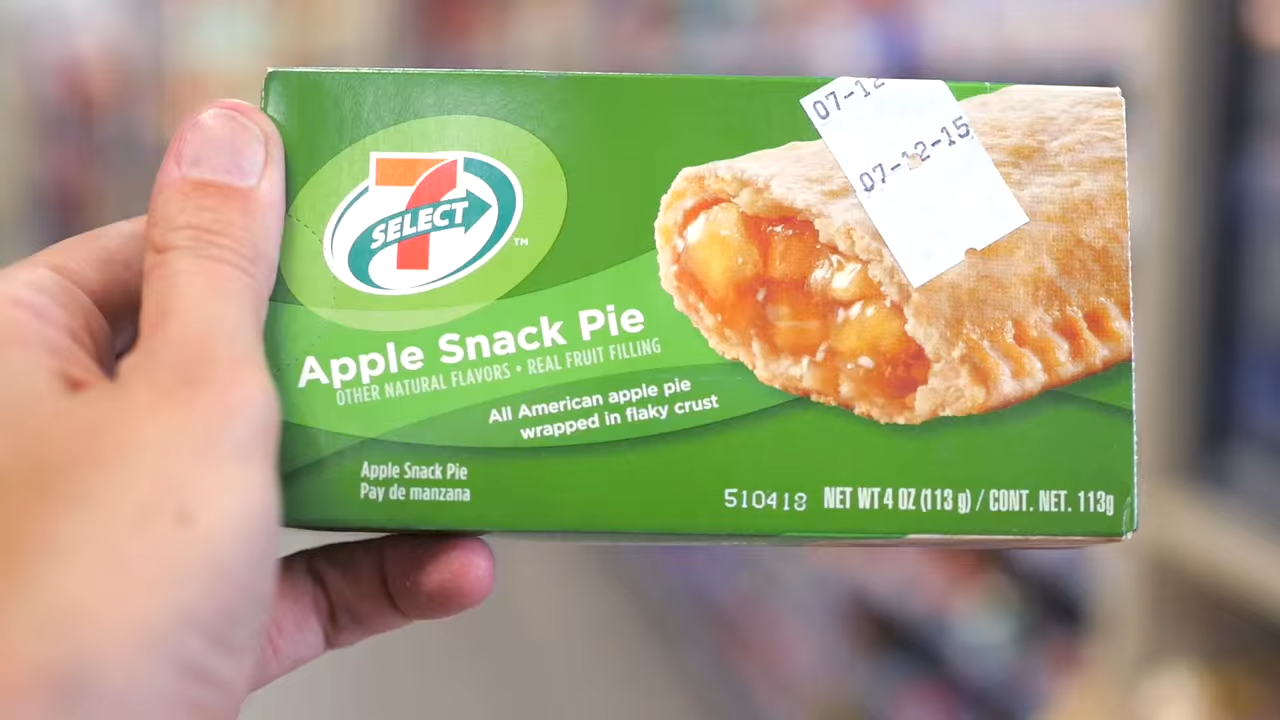 7
SELECT
TM
Apple Snack Pie
OTHER NATURAL FLAVORS • REAL FRUIT FILLING
All American apple pie
wrapped in flaky crust
Apple Snack Pie
Pay de manzana
07-12
07-12-15
510418 NET WT 4 OZ (113 g) / CONT. NET. 113g